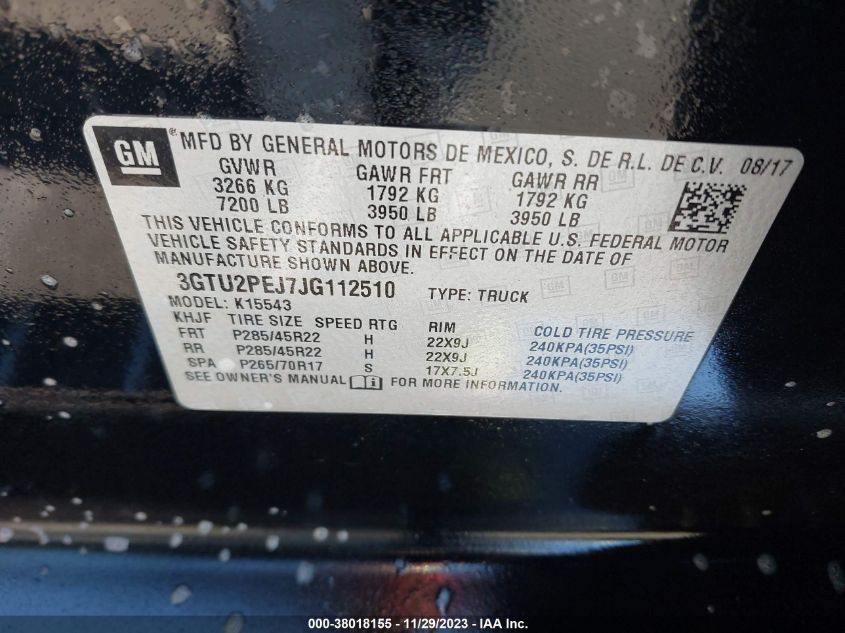 GM
® MFD BY GENERAL MOTORS DE MEXICO, S. DE R.L. DE C.V. 08/17
GVWR GAWR FRT GAWR RR
3266 KG 1792 KG 1792 KG
7200 LB 3950 LB 3950 LB
THIS VEHICLE CONFORMS TO ALL APPLICABLE U.S. FEDERAL MOTOR
VEHICLE SAFETY STANDARDS IN EFFECT ON THE DATE OF
MANUFACTURE SHOWN ABOVE.
3GTU2PEJ7JG112510 TYPE: TRUCK
MODEL: K15543
KHJF TIRE SIZE SPEED RTG RIM COLD TIRE PRESSURE
FRT P285/45R22 H 22X9J 240KPA(35PSI)
RR P285/45R22 H 22X9J 240KPA(35PSI)
SPA P265/70R17 S 17X7.5J 240KPA(35PSI)
SEE OWNER'S MANUAL i FOR MORE INFORMATION.
000-38018155 - 11/29/2023 - IAA Inc.